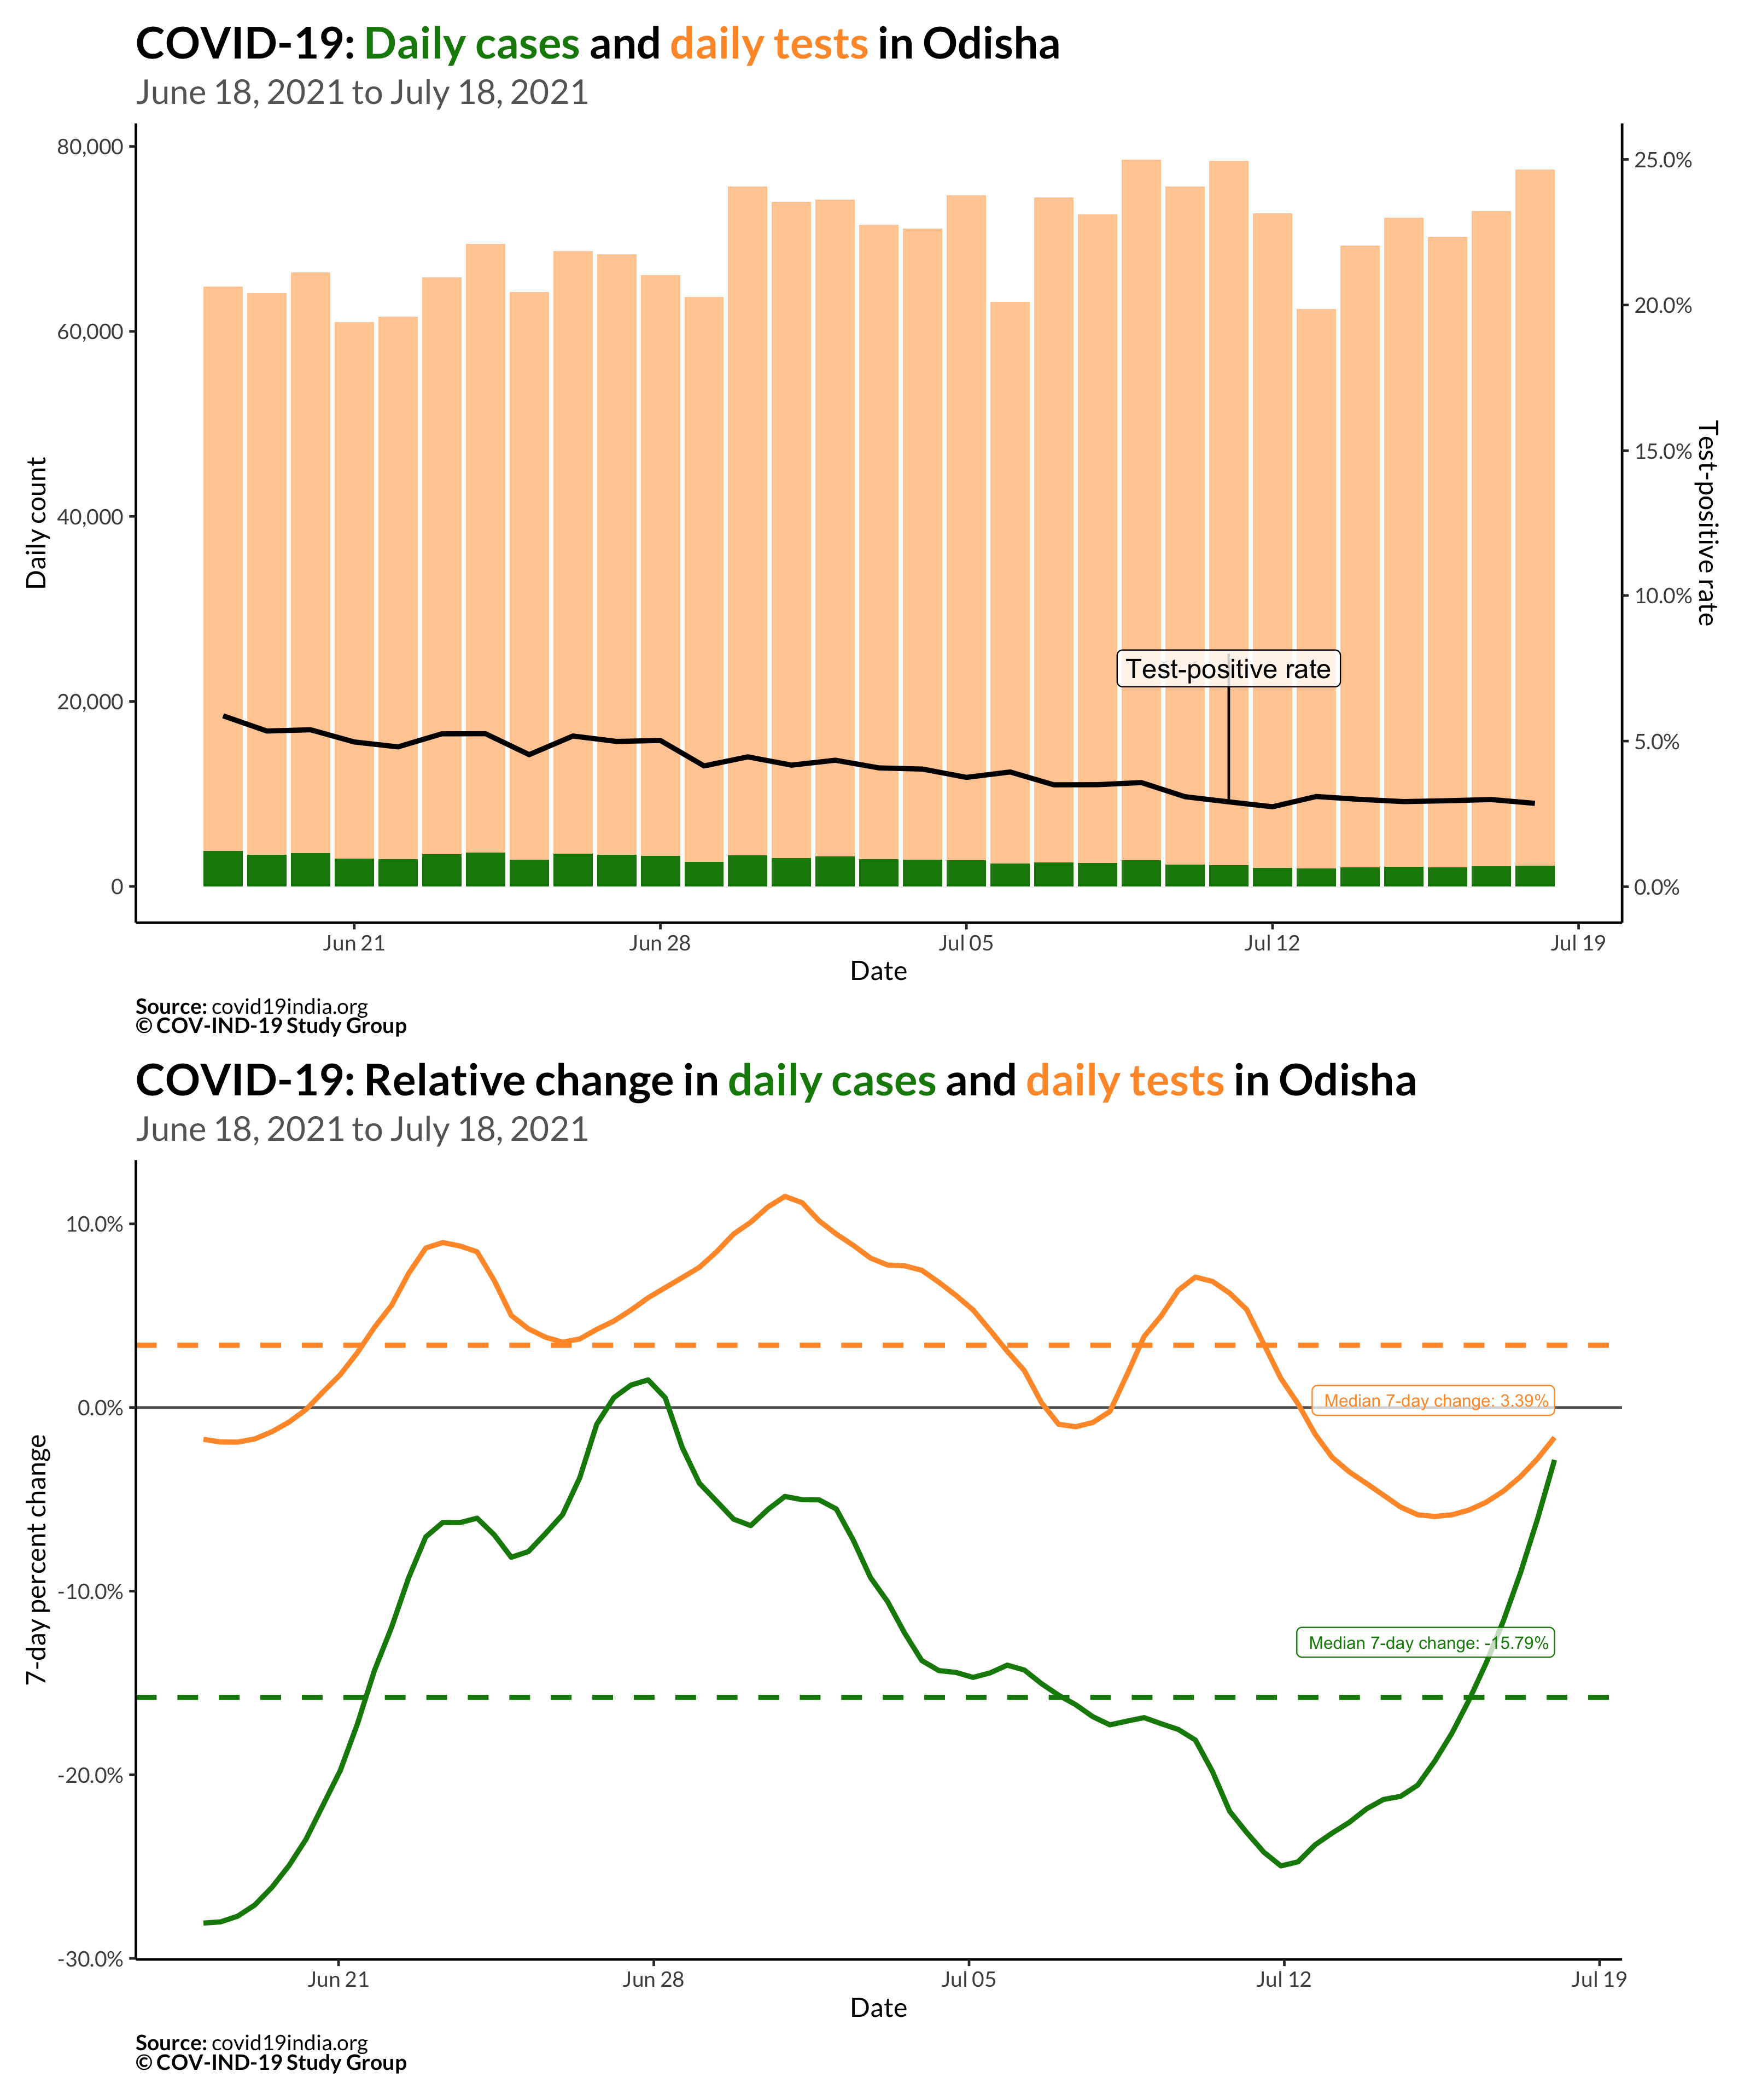 COVID-19: Daily cases and daily tests in Odisha
June 18, 2021 to July 18, 2021
80,000
60,000
40,000
20,000
0
Daily count
25.0%
20.0%
15.0%
10.0%
5.0%
0.0%
Test-positive rate
Test-positive rate
Jun 21
Jun 28
Jul 05
Jul 12
Jul 19
Date
Source: covid19india.org
© COV-IND-19 Study Group
COVID-19: Relative change in daily cases and daily tests in Odisha
June 18, 2021 to July 18, 2021
10.0%
0.0%
-10.0%
-20.0%
-30.0%
7-day percent change
Median 7-day change: 3.39%
Median 7-day change: -15.79%
Jun 21
Jun 28
Jul 05
Jul 12
Jul 19
Date
Source: covid19india.org
© COV-IND-19 Study Group